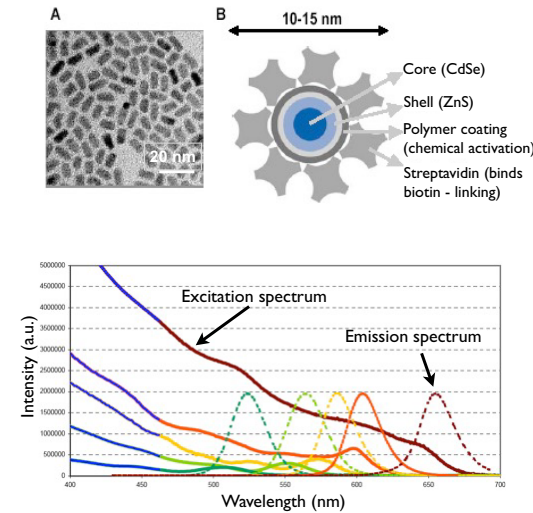 A
B
10-15 nm
20 nm
Core (CdSe)
Shell (ZnS)
Polymer coating
(chemical activation)
Streptavidin (binds
biotin - linking)
Intensity (a.u.)
5000000
4500000
4000000
3500000
3000000
2500000
2000000
1500000
1000000
500000
0
Excitation spectrum
Emission spectrum
400
450
500
550
600
650
700
Wavelength (nm)